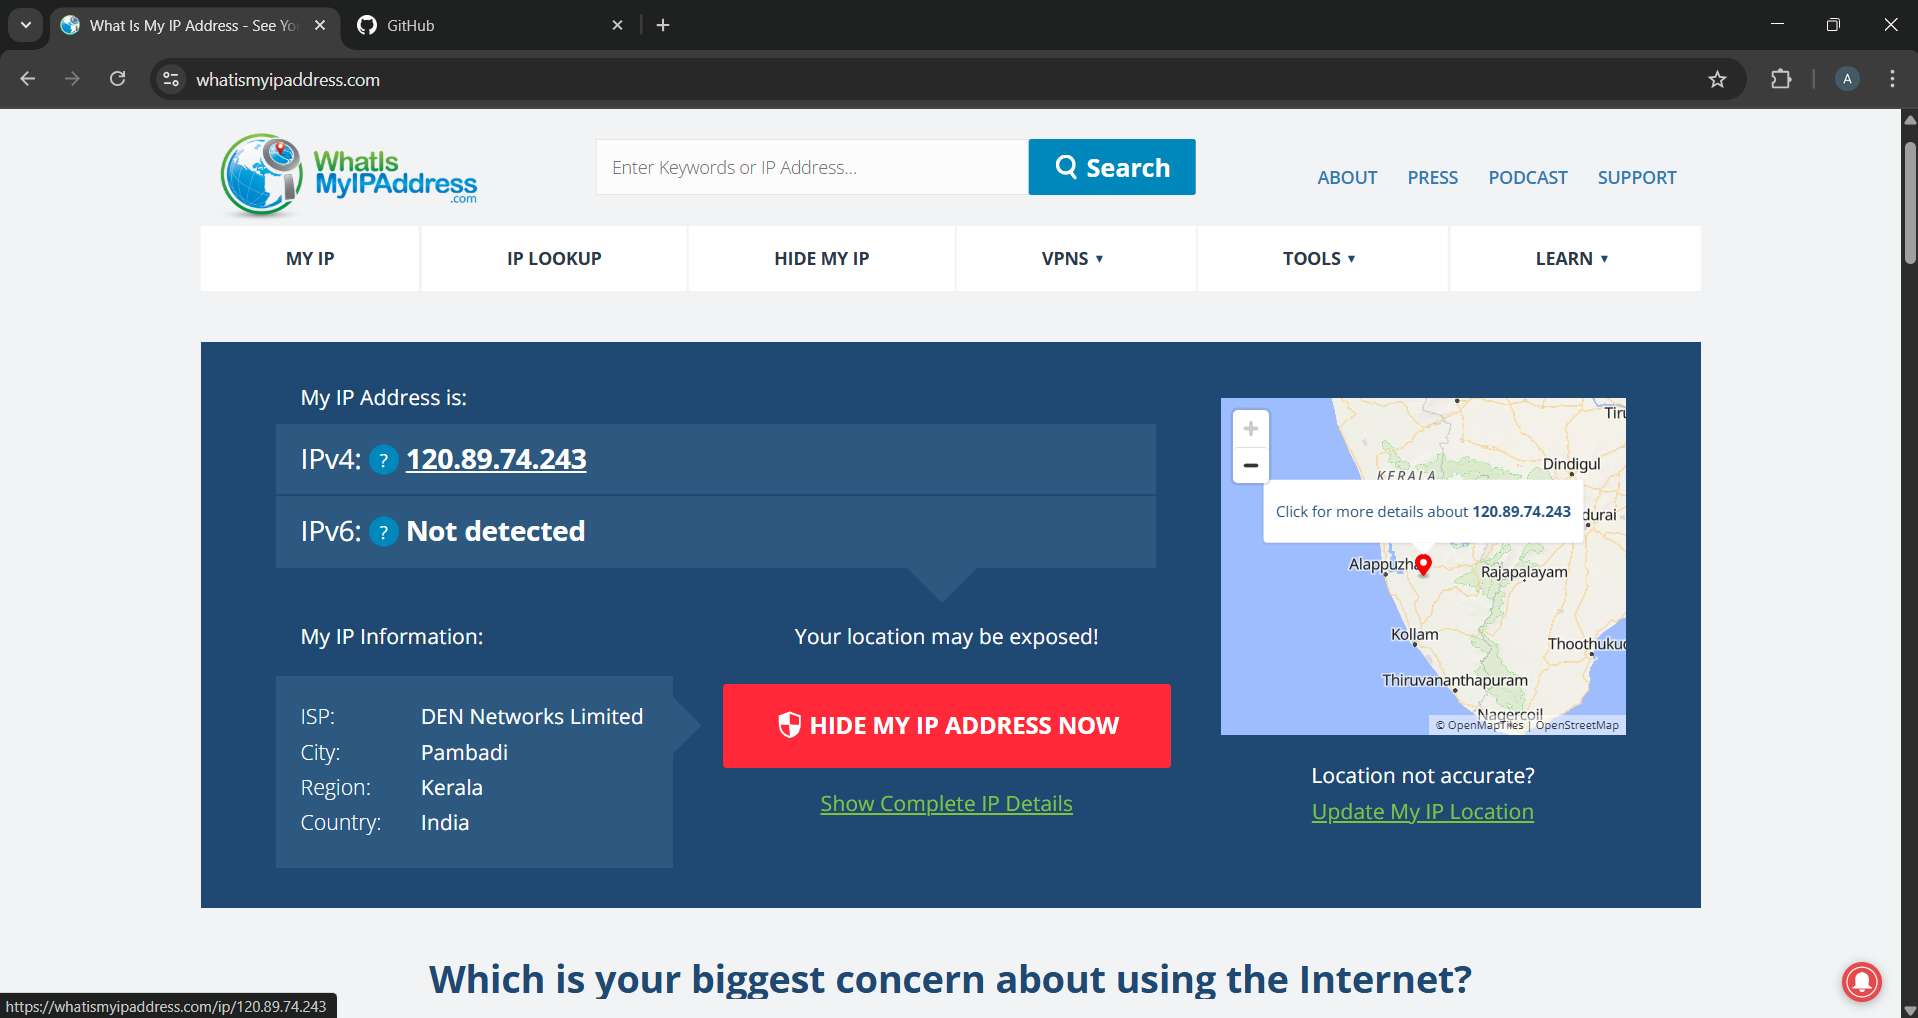 What Is My IP Address - See Yo
GitHub
whatismyipaddress.com
A
WhatIs
MyIPAddress
.com
Enter Keywords or IP Address...
Search
ABOUT
PRESS
PODCAST
SUPPORT
MY IP
IP LOOKUP
HIDE MY IP
VPNS ▾
TOOLS ▾
LEARN ▾
My IP Address is:
IPv4: ? 120.89.74.243
IPv6: ? Not detected
My IP Information:
ISP: DEN Networks Limited
City: Pambadi
Region: Kerala
Country: India
Your location may be exposed!
HIDE MY IP ADDRESS NOW
Show Complete IP Details
+
−
Tiru
Dindigul
KERALA
Click for more details about 120.89.74.243
durai
Alappuzha
Rajapalayam
Kollam
Thoothuku
Thiruvananthapuram
Nagercoil
© OpenMapTiles | OpenStreetMap
Location not accurate?
Update My IP Location
Which is your biggest concern about using the Internet?
https://whatismyipaddress.com/ip/120.89.74.243